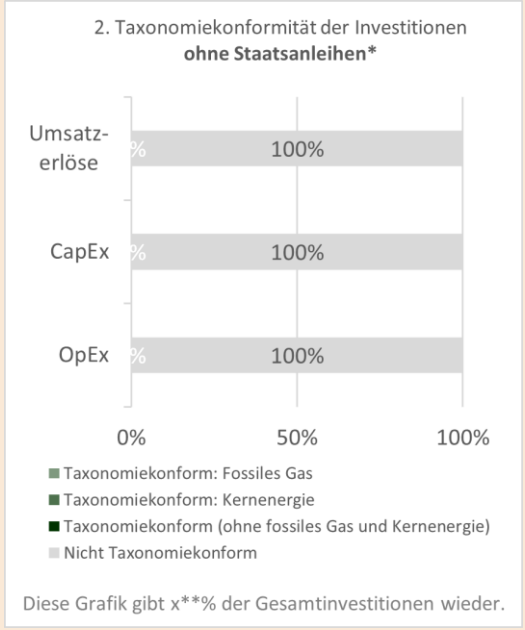 2. Taxonomiekonformität der Investitionen
ohne Staatsanleihen*
Umsatz-
erlöse
%
100%
CapEx
%
100%
OpEx
%
100%
0%
50%
100%
Taxonomiekonform: Fossiles Gas
Taxonomiekonform: Kernenergie
Taxonomiekonform (ohne fossiles Gas und Kernenergie)
Nicht Taxonomiekonform
Diese Grafik gibt x**% der Gesamtinvestitionen wieder.